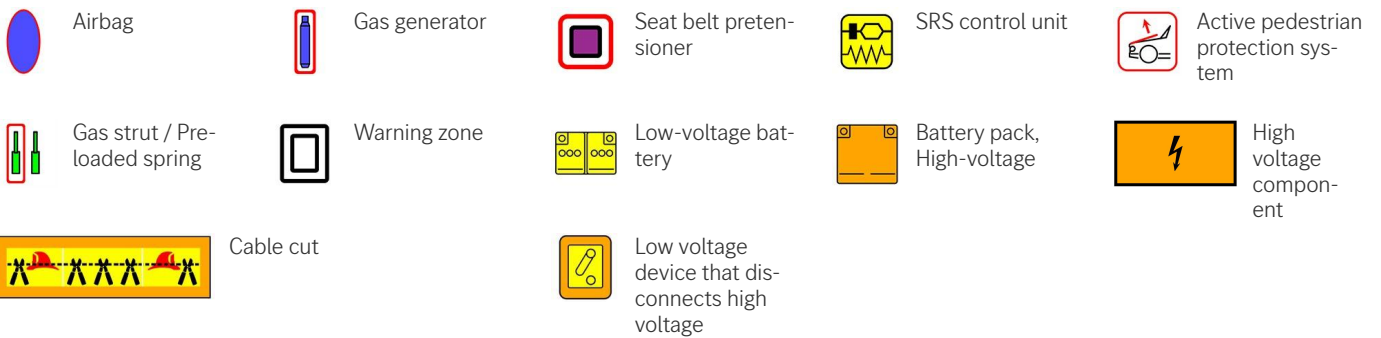 Airbag
Gas generator
Seat belt preten-
sioner
SRS control unit
Active pedestrian
protection sys-
tem
Gas strut / Pre-
loaded spring
Warning zone
Low-voltage bat-
tery
Battery pack,
High-voltage
High
voltage
compon-
ent
Cable cut
Low voltage
device that dis-
connects high
voltage